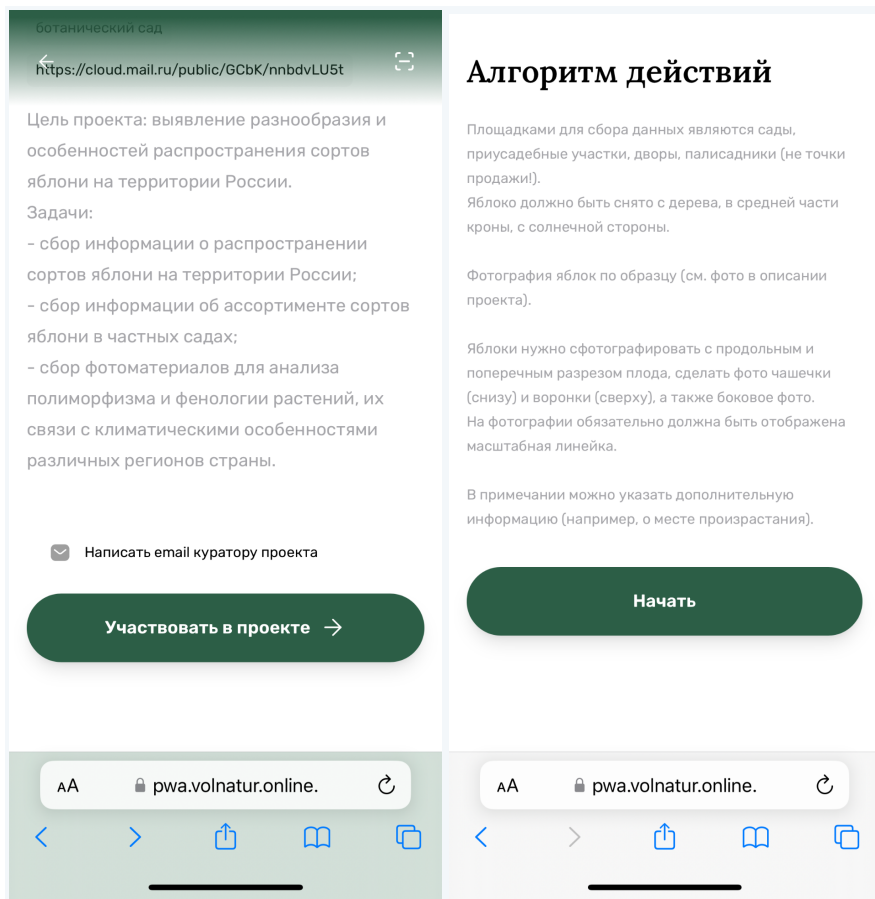 ботанический сад
https://cloud.mail.ru/public/GCbK/nnbdvLU5t
Цель проекта: выявление разнообразия и
особенностей распространения сортов
яблони на территории России.
Задачи:
- сбор информации о распространении
сортов яблони на территории России;
- сбор информации об ассортименте сортов
яблони в частных садах;
- сбор фотоматериалов для анализа
полиморфизма и фенологии растений, их
связи с климатическими особенностями
различных регионов страны.
Написать email куратору проекта
Участвовать в проекте →
AA
pwa.volnatur.online.
Алгоритм действий
Площадками для сбора данных являются сады,
приусадебные участки, дворы, палисадники (не точки
продажи!).
Яблоко должно быть снято с дерева, в средней части
кроны, с солнечной стороны.
Фотография яблок по образцу (см. фото в описании
проекта).
Яблоки нужно сфотографировать с продольным и
поперечным разрезом плода, сделать фото чашечки
(снизу) и воронки (сверху), а также боковое фото.
На фотографии обязательно должна быть отображена
масштабная линейка.
В примечании можно указать дополнительную
информацию (например, о месте произрастания).
Начать
AA
pwa.volnatur.online.